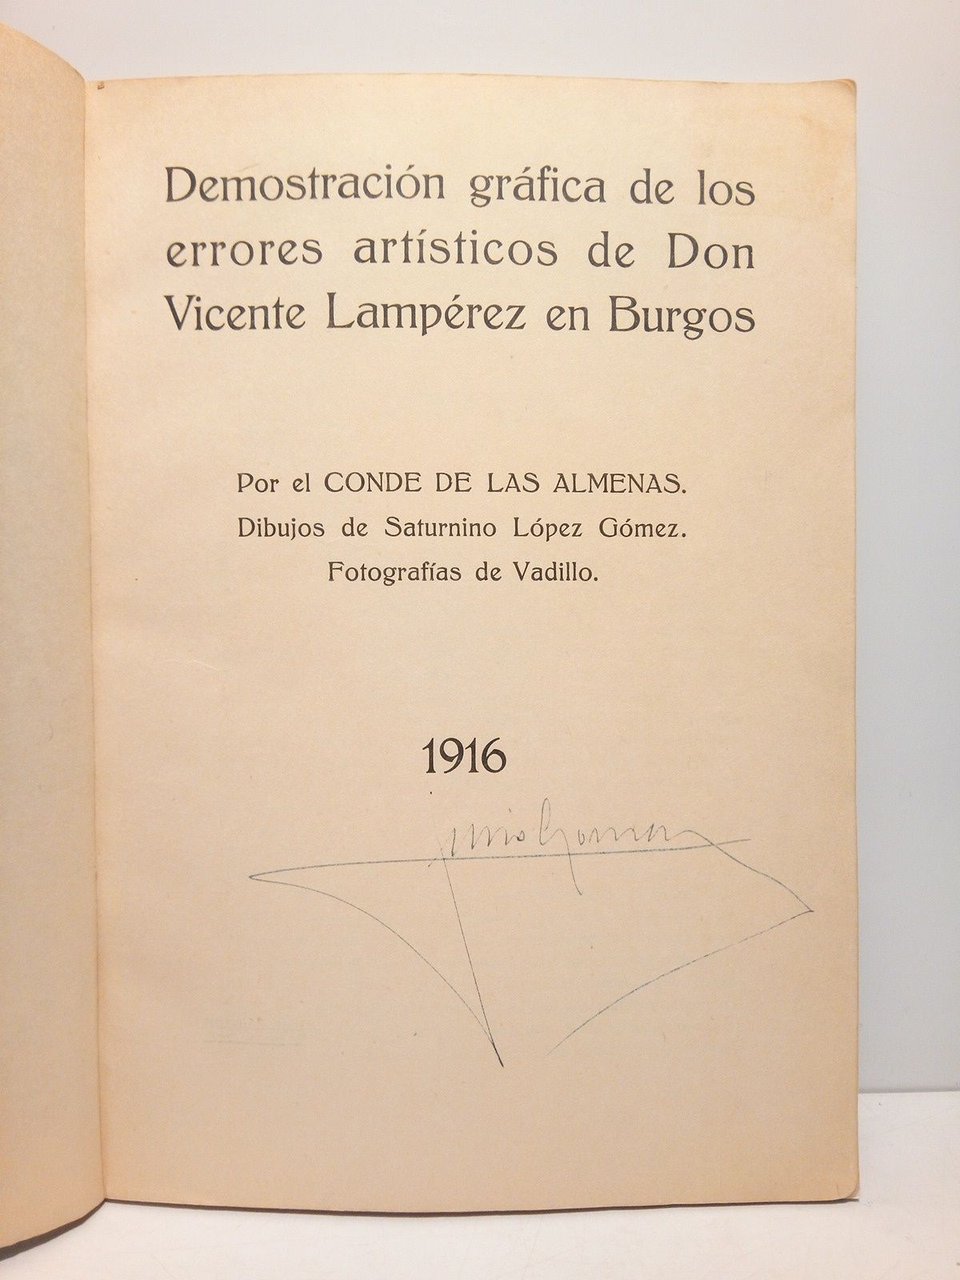 Demostración gráfica de los
errores artísticos de Don
Vicente Lampérez en Burgos
Por el CONDE DE LAS ALMENAS.
Dibujos de Saturnino López Gómez.
Fotografías de Vadillo.
1916